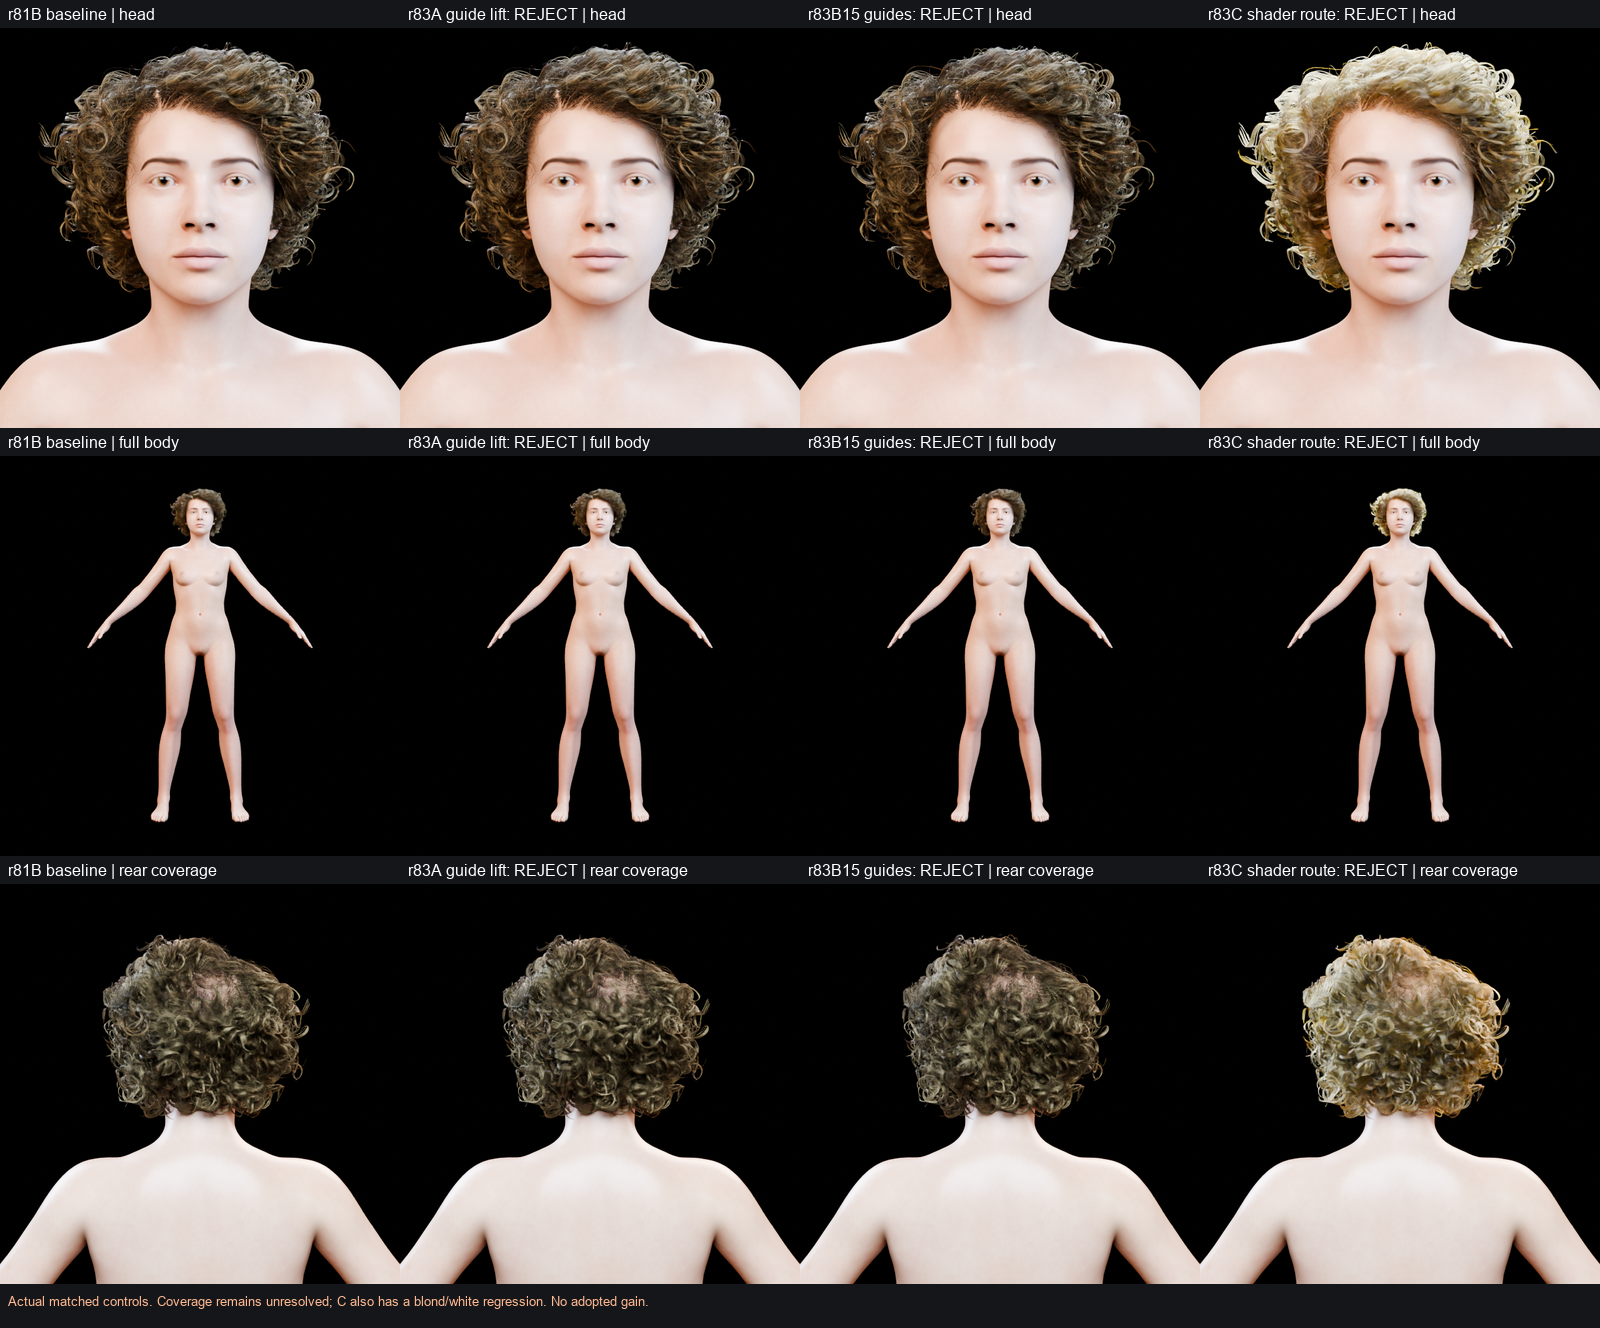 r81B baseline | head
r83A guide lift: REJECT | head
r83B15 guides: REJECT | head
r83C shader route: REJECT | head
r81B baseline | full body
r83A guide lift: REJECT | full body
r83B15 guides: REJECT | full body
r83C shader route: REJECT | full body
r81B baseline | rear coverage
r83A guide lift: REJECT | rear coverage
r83B15 guides: REJECT | rear coverage
r83C shader route: REJECT | rear coverage
Actual matched controls. Coverage remains unresolved; C also has a blond/white regression. No adopted gain.